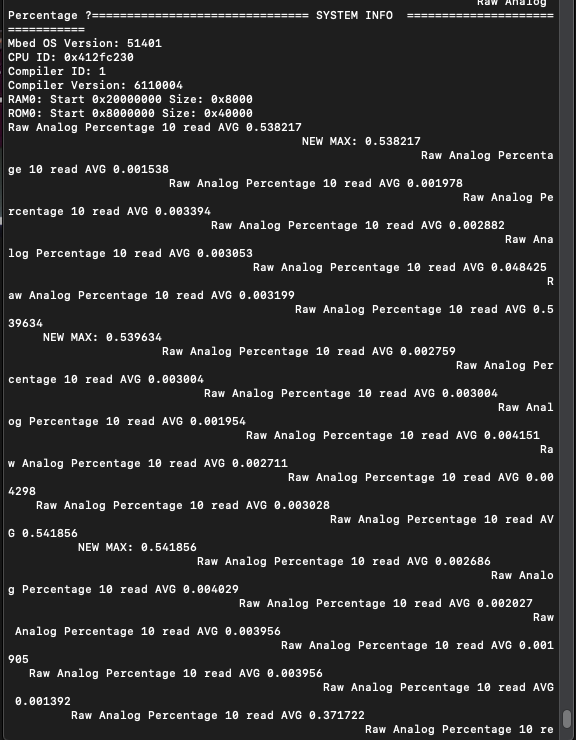 Raw Analog
Percentage ?=============================== SYSTEM INFO  =====================
===========
Mbed OS Version: 51401
CPU ID: 0x412fc230
Compiler ID: 1
Compiler Version: 6110004
RAM0: Start 0x20000000 Size: 0x8000
ROM0: Start 0x8000000 Size: 0x40000
Raw Analog Percentage 10 read AVG 0.538217
NEW MAX: 0.538217
Raw Analog Percenta
ge 10 read AVG 0.001538
Raw Analog Percentage 10 read AVG 0.001978
Raw Analog Pe
rcentage 10 read AVG 0.003394
Raw Analog Percentage 10 read AVG 0.002882
Raw Ana
log Percentage 10 read AVG 0.003053
Raw Analog Percentage 10 read AVG 0.048425
R
aw Analog Percentage 10 read AVG 0.003199
Raw Analog Percentage 10 read AVG 0.5
39634
NEW MAX: 0.539634
Raw Analog Percentage 10 read AVG 0.002759
Raw Analog Per
centage 10 read AVG 0.003004
Raw Analog Percentage 10 read AVG 0.003004
Raw Anal
og Percentage 10 read AVG 0.001954
Raw Analog Percentage 10 read AVG 0.004151
Ra
w Analog Percentage 10 read AVG 0.002711
Raw Analog Percentage 10 read AVG 0.00
4298
Raw Analog Percentage 10 read AVG 0.003028
Raw Analog Percentage 10 read AV
G 0.541856
NEW MAX: 0.541856
Raw Analog Percentage 10 read AVG 0.002686
Raw Analo
g Percentage 10 read AVG 0.004029
Raw Analog Percentage 10 read AVG 0.002027
Raw
Analog Percentage 10 read AVG 0.003956
Raw Analog Percentage 10 read AVG 0.001
905
Raw Analog Percentage 10 read AVG 0.003956
Raw Analog Percentage 10 read AVG
0.001392
Raw Analog Percentage 10 read AVG 0.371722
Raw Analog Percentage 10 re